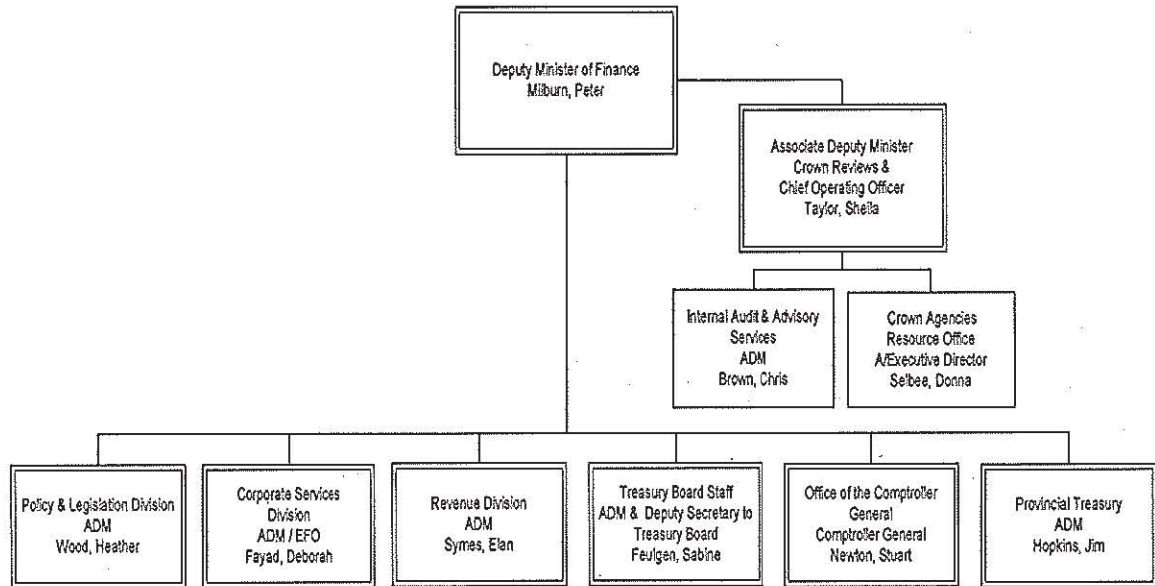 Deputy Minister of Finance
Milburn, Peter
Associate Deputy Minister
Crown Reviews &
Chief Operating Officer
Taylor, Sheila
Internal Audit & Advisory
Services
ADM
Brown, Chris
Crown Agencies
Resource Office
A/Executive Director
Selbee, Donna
Policy & Legislation Division
ADM
Wood, Heather
Corporate Services
Division
ADM / EFO
Fayad, Deborah
Revenue Division
ADM
Symes, Elan
Treasury Board Staff
ADM & Deputy Secretary to
Treasury Board
Feulgen, Sabine
Office of the Comptroller
General
Comptroller General
Newton, Stuart
Provincial Treasury
ADM
Hopkins, Jim